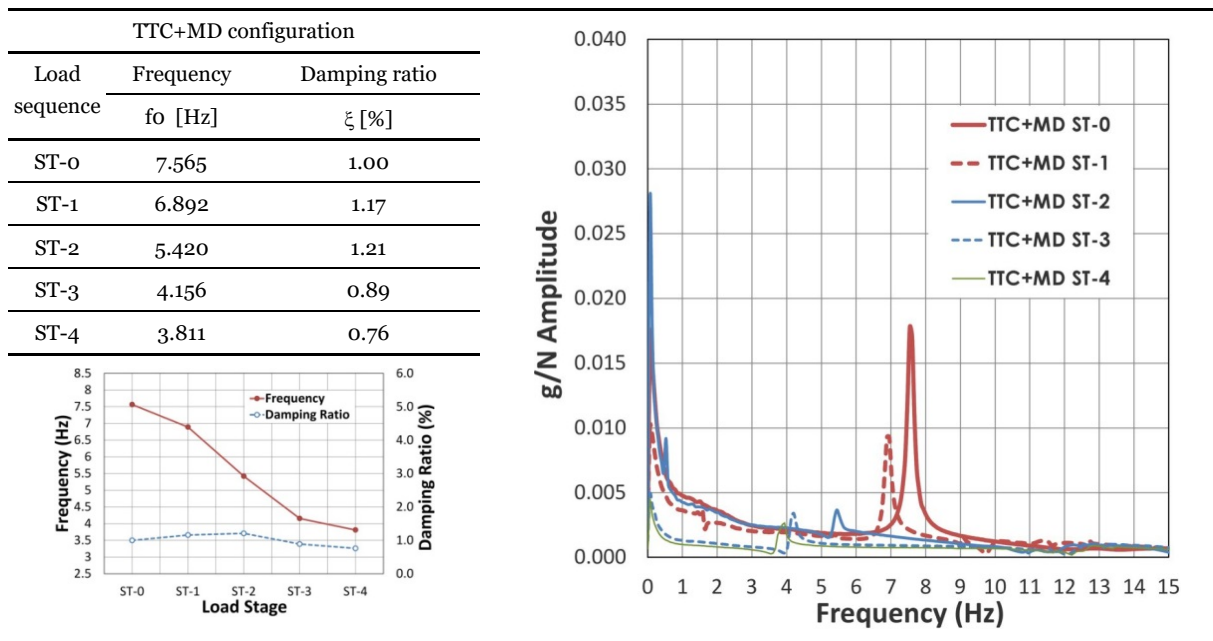 TTC+MD configuration
Load sequence Frequency Damping ratio
fo [Hz] ξ [%]
ST-0 7.565 1.00
ST-1 6.892 1.17
ST-2 5.420 1.21
ST-3 4.156 0.89
ST-4 3.811 0.76
8.5
8
7.5
7
6.5
6
5.5
5
4.5
4
3.5
3
2.5
Frequency (Hz)
Frequency
Damping Ratio
6.0
5.0
4.0
3.0
2.0
1.0
0.0
Damping Ratio (%)
ST-0 ST-1 ST-2 ST-3 ST-4
Load Stage
0.040
0.035
0.030
0.025
0.020
0.015
0.010
0.005
0.000
g/N Amplitude
TTC+MD ST-0
TTC+MD ST-1
TTC+MD ST-2
TTC+MD ST-3
TTC+MD ST-4
0 1 2 3 4 5 6 7 8 9 10 11 12 13 14 15
Frequency (Hz)